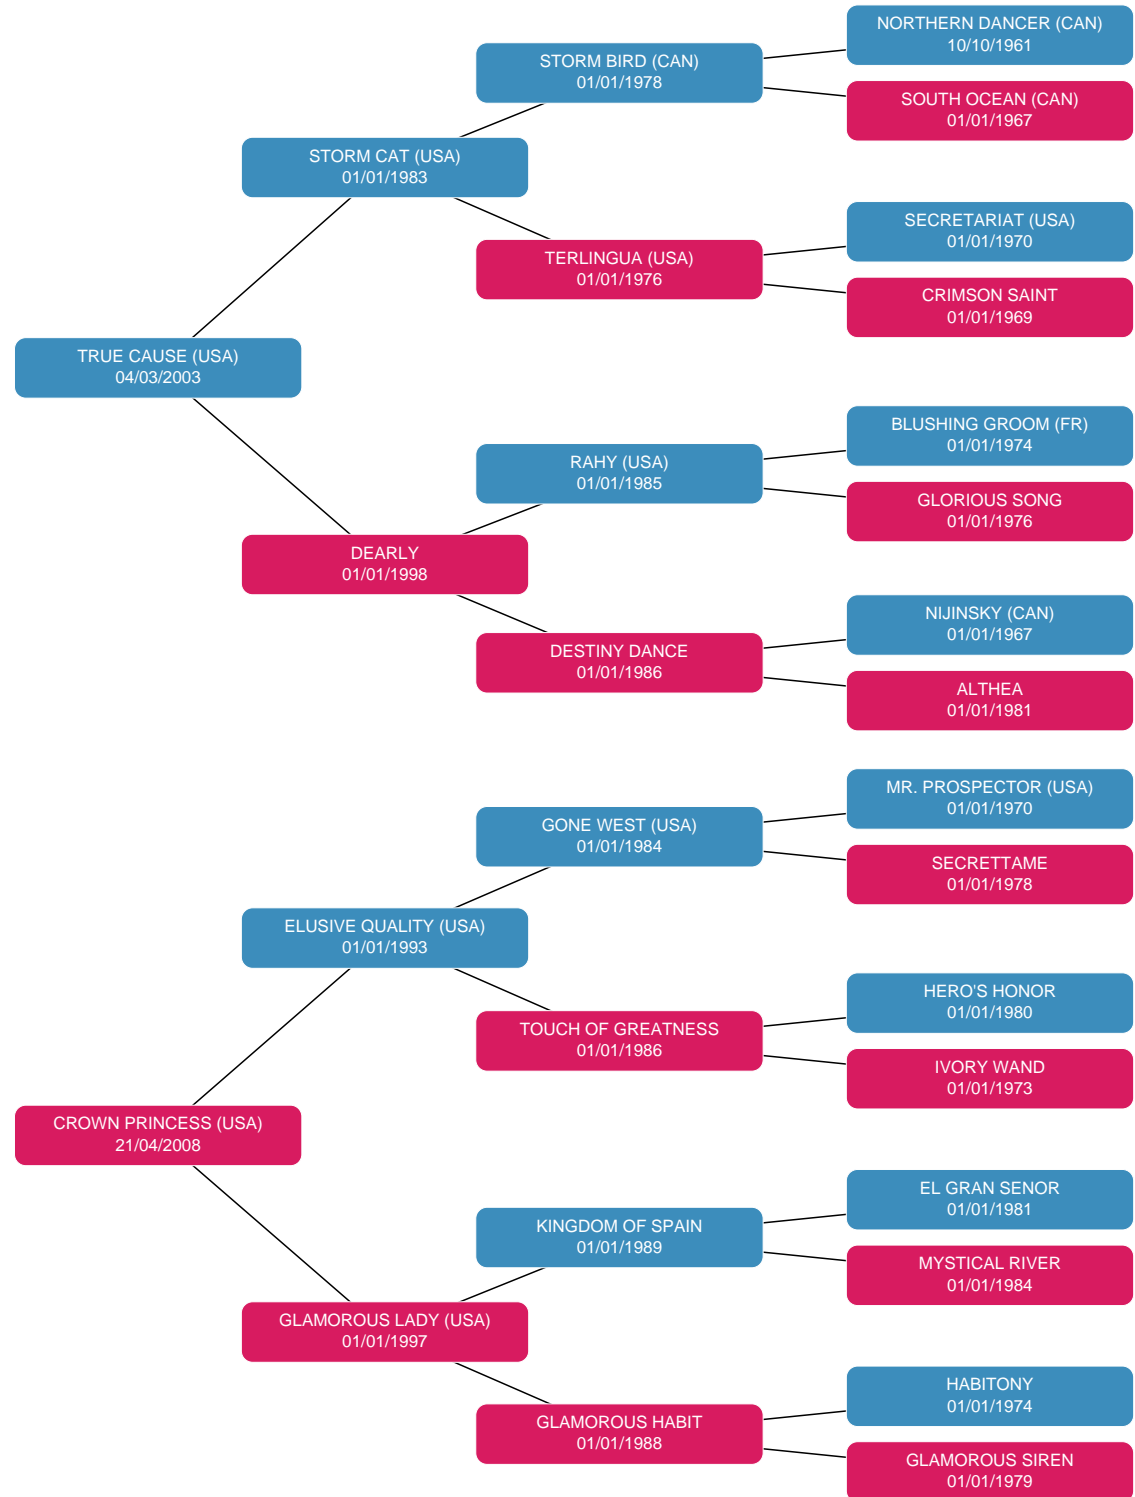 NORTHERN DANCER (CAN)
10/10/1961
STORM BIRD (CAN)
01/01/1978
SOUTH OCEAN (CAN)
01/01/1967
STORM CAT (USA)
01/01/1983
SECRETARIAT (USA)
01/01/1970
TERLINGUA (USA)
01/01/1976
CRIMSON SAINT
01/01/1969
TRUE CAUSE (USA)
04/03/2003
BLUSHING GROOM (FR)
01/01/1974
RAHY (USA)
01/01/1985
GLORIOUS SONG
01/01/1976
DEARLY
01/01/1998
NIJINSKY (CAN)
01/01/1967
DESTINY DANCE
01/01/1986
ALTHEA
01/01/1981
MR. PROSPECTOR (USA)
01/01/1970
GONE WEST (USA)
01/01/1984
SECRETTAME
01/01/1978
ELUSIVE QUALITY (USA)
01/01/1993
HERO'S HONOR
01/01/1980
TOUCH OF GREATNESS
01/01/1986
IVORY WAND
01/01/1973
CROWN PRINCESS (USA)
21/04/2008
EL GRAN SENOR
01/01/1981
KINGDOM OF SPAIN
01/01/1989
MYSTICAL RIVER
01/01/1984
GLAMOROUS LADY (USA)
01/01/1997
HABITONY
01/01/1974
GLAMOROUS HABIT
01/01/1988
GLAMOROUS SIREN
01/01/1979